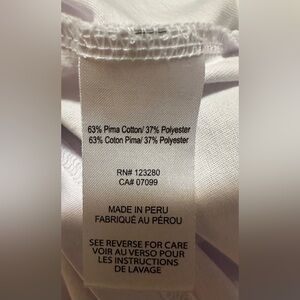 63% Pima Cotton/ 37% Polyester
63% Coton Pima/ 37% Polyester
RN# 123280
CA# 07099
MADE IN PERU
FABRIQUÉ AU PÉROU
SEE REVERSE FOR CARE
VOIR AU VERSO POUR
LES INSTRUCTIONS
DE LAVAGE